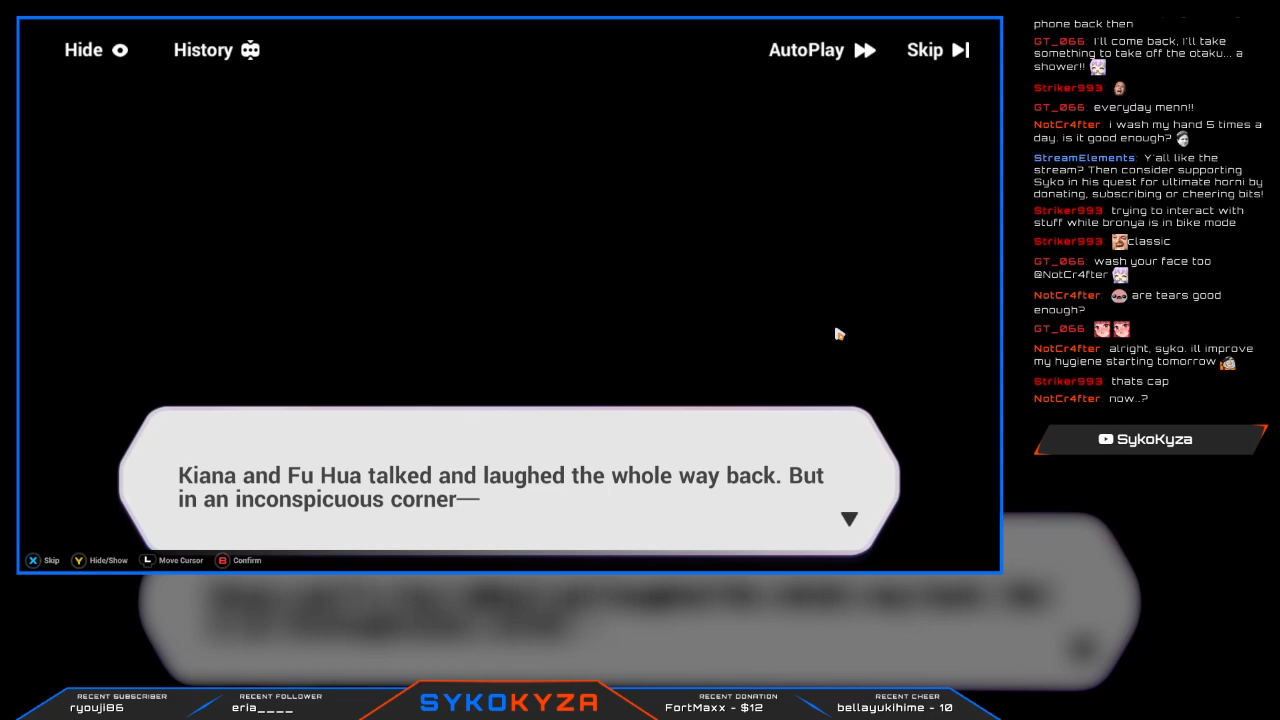 Hide
History
AutoPlay
Skip
Kiana and Fu Hua talked and laughed the whole way back. But
in an inconspicuous corner—
X Skip
Y Hide/Show
L Move Cursor
B Confirm
phone back then
GT_066: I'll come back, I'll take
something to take off the otaku... a
shower!!
Striker993
GT_066: everyday menn!!
NotCr4fter: i wash my hand 5 times a
day. is it good enough?
StreamElements: Y'all like the
stream? Then consider supporting
Syko in his quest for ultimate horni by
donating, subscribing or cheering bits!
Striker993 trying to interact with
stuff while bronya is in bike mode
Striker993 classic
GT_066: wash your face too
@NotCr4fter
NotCr4fter: are tears good
enough?
GT_066:
NotCr4fter: alright, syko. ill improve
my hygiene starting tomorrow
Striker993 thats cap
NotCr4fter: now..?
SykoKyza
RECENT SUBSCRIBER
ryouji86
RECENT FOLLOWER
eria____
SYKOKYZA
RECENT DONATION
FortMaxx - $12
RECENT CHEER
bellayukihime - 10